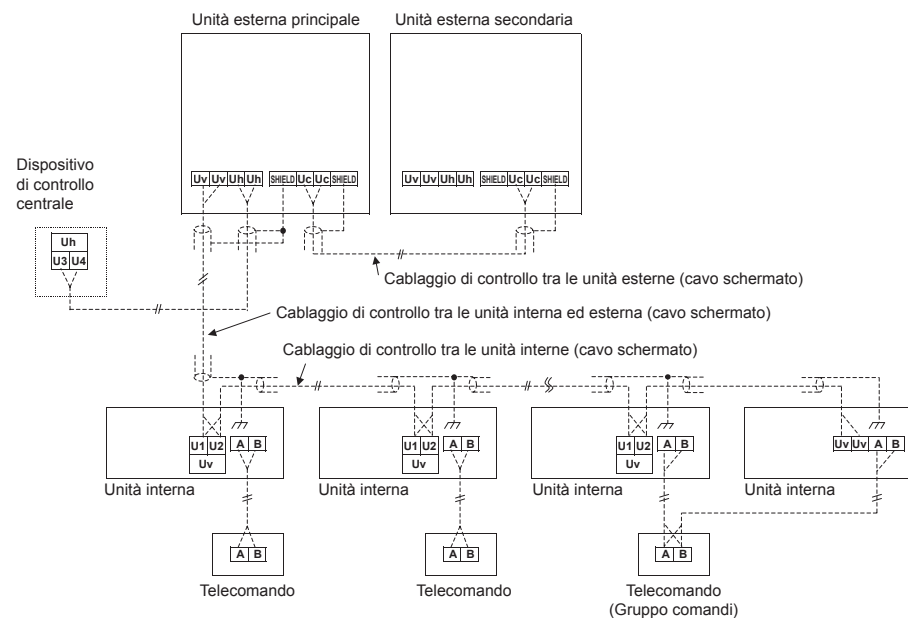 Unità esterna principale
Unità esterna secondaria
Uv Uv Uh Uh SHIELD Uc Uc SHIELD
Uv Uv Uh Uh SHIELD Uc Uc SHIELD
Dispositivo
di controllo
centrale
Uh
U3 U4
Cablaggio di controllo tra le unità esterne (cavo schermato)
Cablaggio di controllo tra le unità interna ed esterna (cavo schermato)
Cablaggio di controllo tra le unità interne (cavo schermato)
U1 U2 A B
Uv
Unità interna
U1 U2 A B
Uv
Unità interna
U1 U2 A B
Uv
Unità interna
Uv Uv A B
Unità interna
A B
Telecomando
A B
Telecomando
A B
Telecomando
(Gruppo comandi)